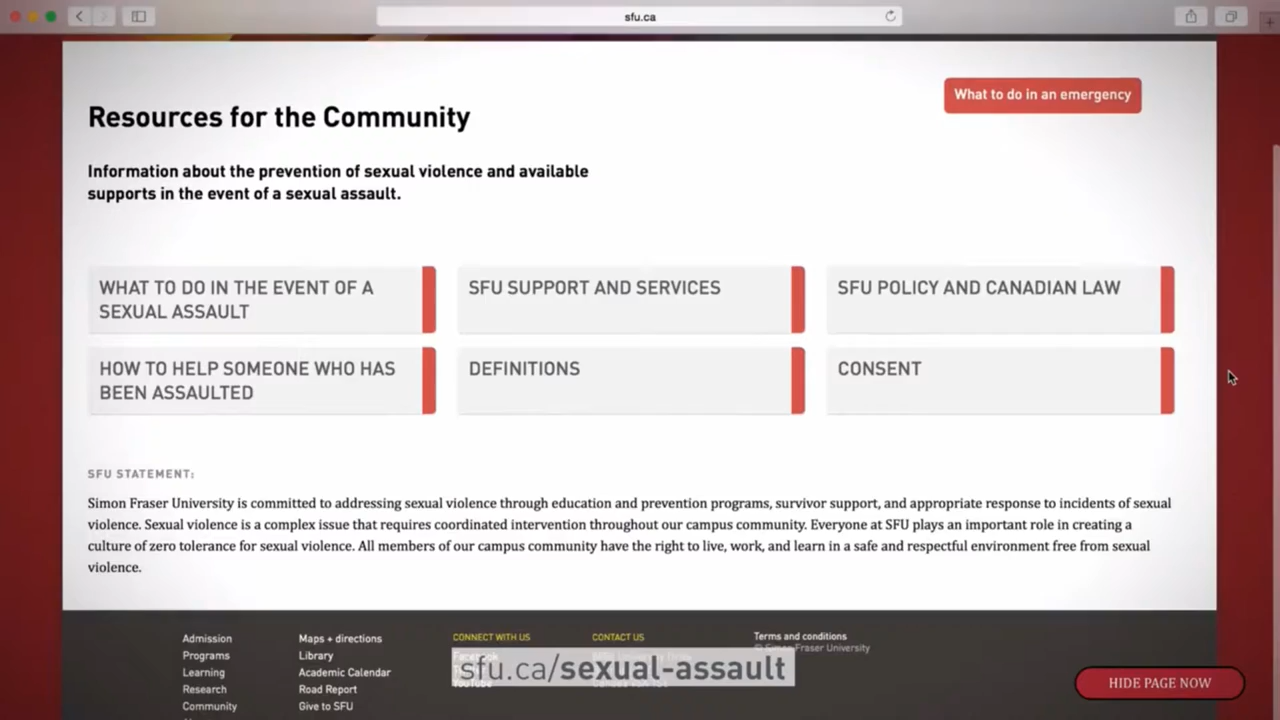 sfu.ca
What to do in an emergency
Resources for the Community
Information about the prevention of sexual violence and available
supports in the event of a sexual assault.
WHAT TO DO IN THE EVENT OF A
SEXUAL ASSAULT
SFU SUPPORT AND SERVICES
SFU POLICY AND CANADIAN LAW
HOW TO HELP SOMEONE WHO HAS
BEEN ASSAULTED
DEFINITIONS
CONSENT
SFU STATEMENT:
Simon Fraser University is committed to addressing sexual violence through education and prevention programs, survivor support, and appropriate response to incidents of sexual
violence. Sexual violence is a complex issue that requires coordinated intervention throughout our campus community. Everyone at SFU plays an important role in creating a
culture of zero tolerance for sexual violence. All members of our campus community have the right to live, work, and learn in a safe and respectful environment free from sexual
violence.
Admission
Programs
Learning
Research
Community
Maps + directions
Library
Academic Calendar
Road Report
Give to SFU
CONNECT WITH US
Facebook
YouTube
CONTACT US
Terms and conditions
© Simon Fraser University
sfu.ca/sexual-assault
HIDE PAGE NOW